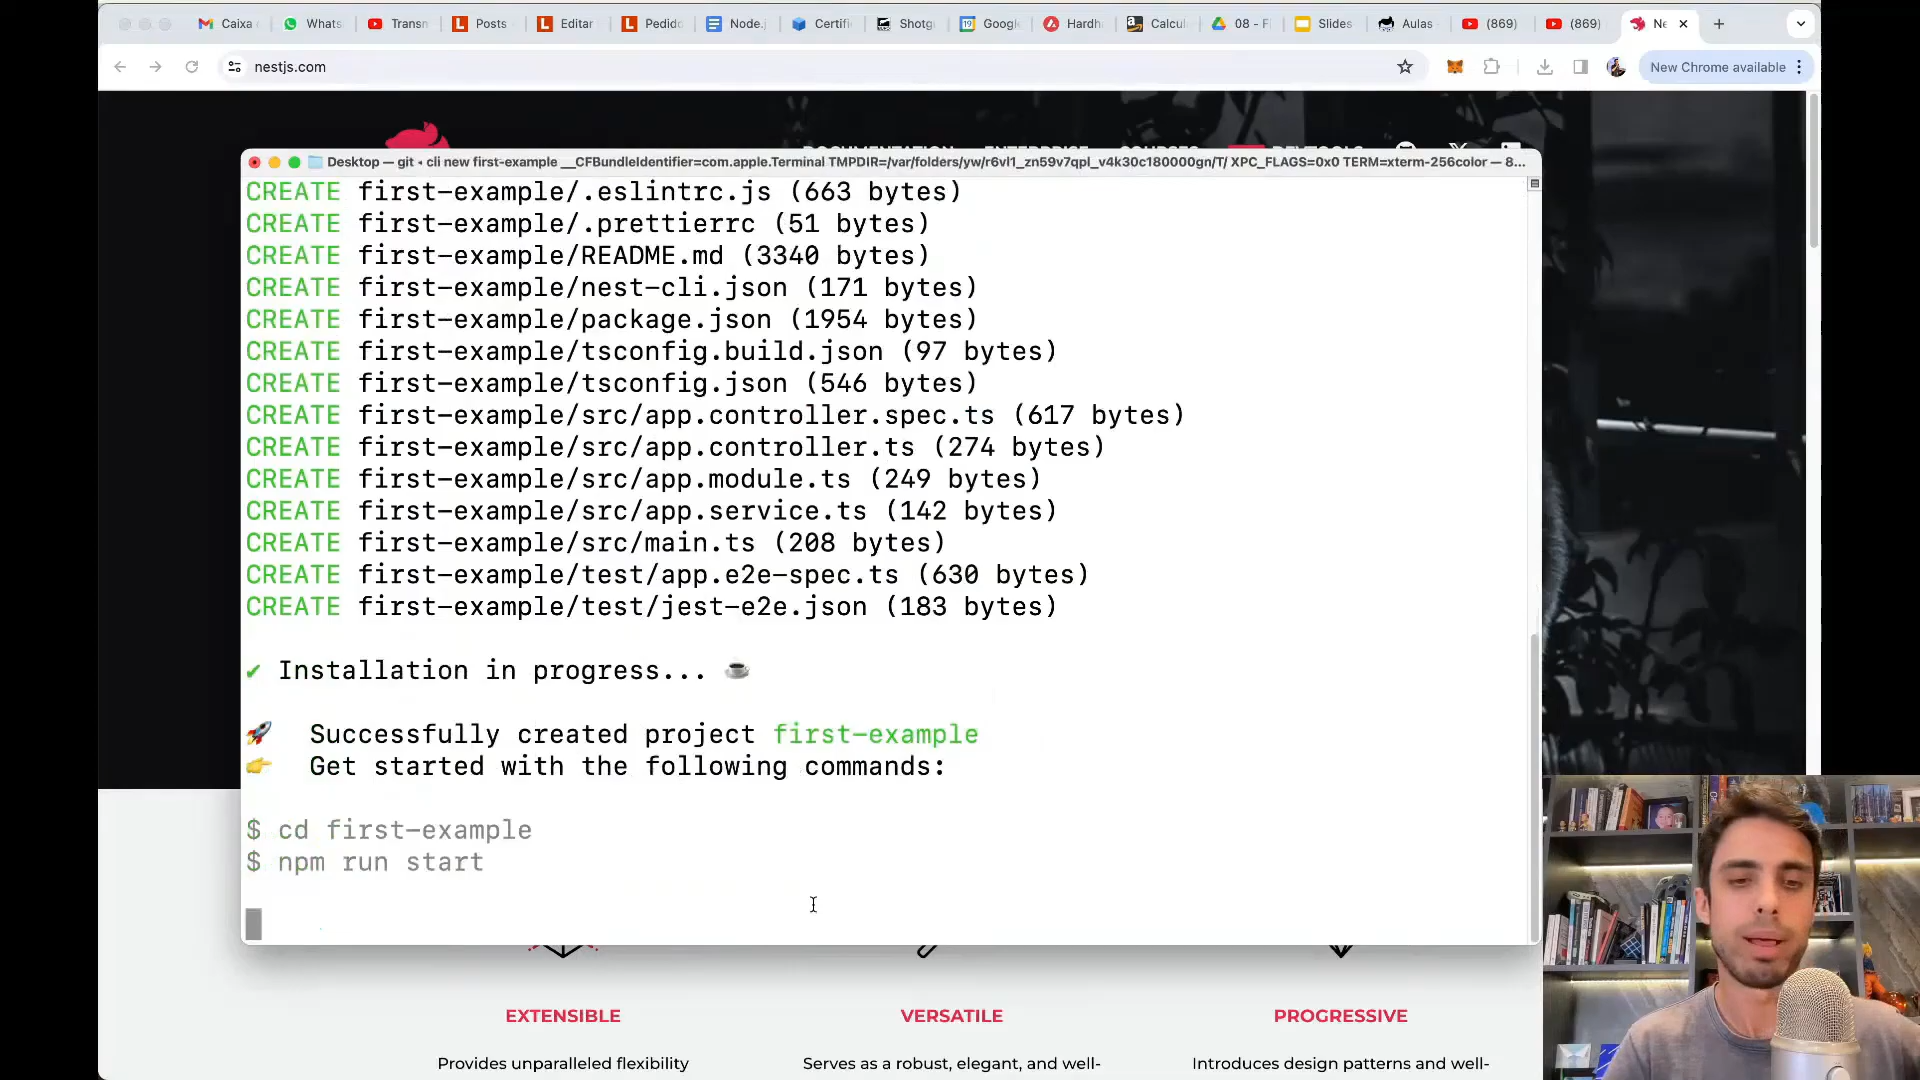 Caixa
Whats
Transn
Posts
Editar
Pedido
Node.j
Certifi
Shotg
Google
Hardh
Calcul
08 - Fl
Slides
Aulas
(869)
(869)
Ne
nestjs.com
New Chrome available
Desktop — git • cli new first-example __CFBundleIdentifier=com.apple.Terminal TMPDIR=/var/folders/yw/r6vl1_zn59v7qpl_v4k30c180000gn/T/ XPC_FLAGS=0x0 TERM=xterm-256color — 8...
CREATE first-example/.eslintrc.js (663 bytes)
CREATE first-example/.prettierrc (51 bytes)
CREATE first-example/README.md (3340 bytes)
CREATE first-example/nest-cli.json (171 bytes)
CREATE first-example/package.json (1954 bytes)
CREATE first-example/tsconfig.build.json (97 bytes)
CREATE first-example/tsconfig.json (546 bytes)
CREATE first-example/src/app.controller.spec.ts (617 bytes)
CREATE first-example/src/app.controller.ts (274 bytes)
CREATE first-example/src/app.module.ts (249 bytes)
CREATE first-example/src/app.service.ts (142 bytes)
CREATE first-example/src/main.ts (208 bytes)
CREATE first-example/test/app.e2e-spec.ts (630 bytes)
CREATE first-example/test/jest-e2e.json (183 bytes)
✔ Installation in progress... ☕
🚀 Successfully created project first-example
👉 Get started with the following commands:
$ cd first-example
$ npm run start
EXTENSIBLE
VERSATILE
PROGRESSIVE
Provides unparalleled flexibility
Serves as a robust, elegant, and well-
Introduces design patterns and well-